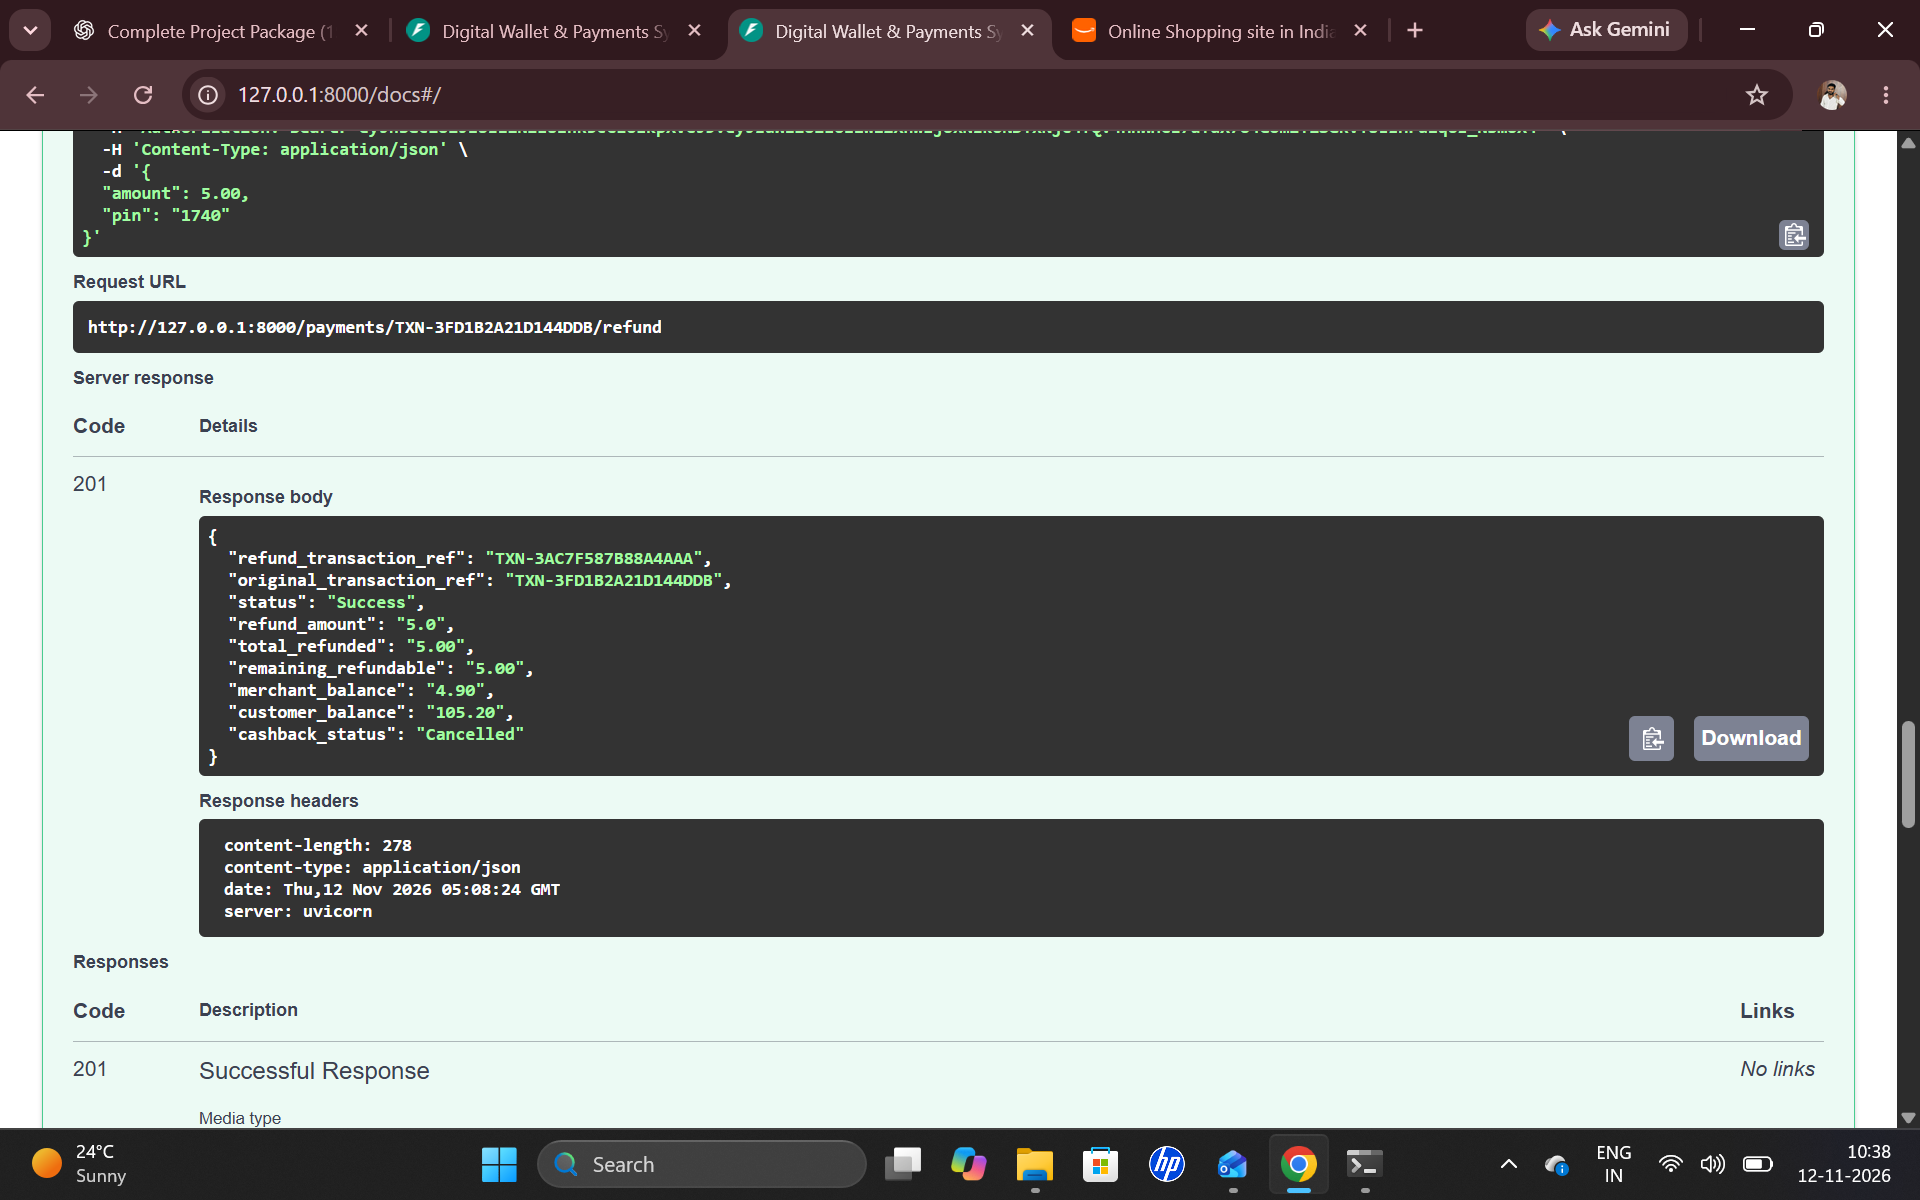 Complete Project Package (1
Digital Wallet & Payments Sy
Digital Wallet & Payments Sy
Online Shopping site in India
Ask Gemini
127.0.0.1:8000/docs#/
-H 'Content-Type: application/json' \
-d '{
"amount": 5.00,
"pin": "1740"
}'
Request URL
http://127.0.0.1:8000/payments/TXN-3FD1B2A21D144DDB/refund
Server response
Code Details
201
Response body
{
"refund_transaction_ref": "TXN-3AC7F587B88A4AAA",
"original_transaction_ref": "TXN-3FD1B2A21D144DDB",
"status": "Success",
"refund_amount": "5.0",
"total_refunded": "5.00",
"remaining_refundable": "5.00",
"merchant_balance": "4.90",
"customer_balance": "105.20",
"cashback_status": "Cancelled"
}
Download
Response headers
content-length: 278
content-type: application/json
date: Thu,12 Nov 2026 05:08:24 GMT
server: uvicorn
Responses
Code Description Links
201 Successful Response No links
Media type
24°C
Sunny
Search
hp
ENG
IN
10:38
12-11-2026